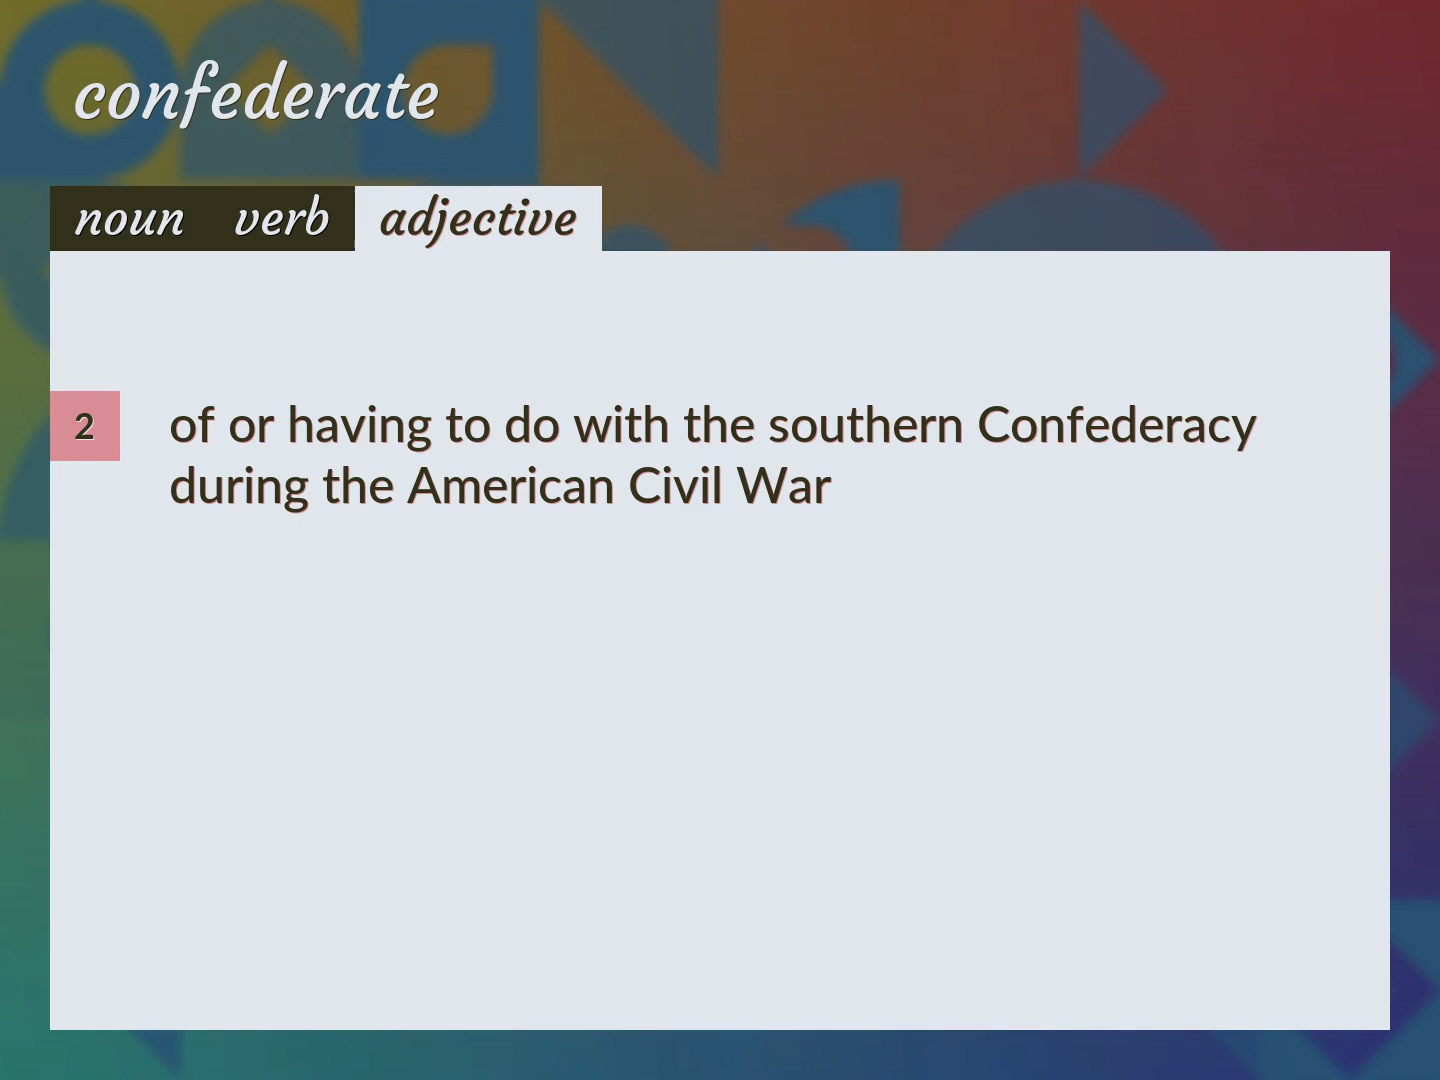 confederate
noun verb adjective
2 of or having to do with the southern Confederacy
during the American Civil War